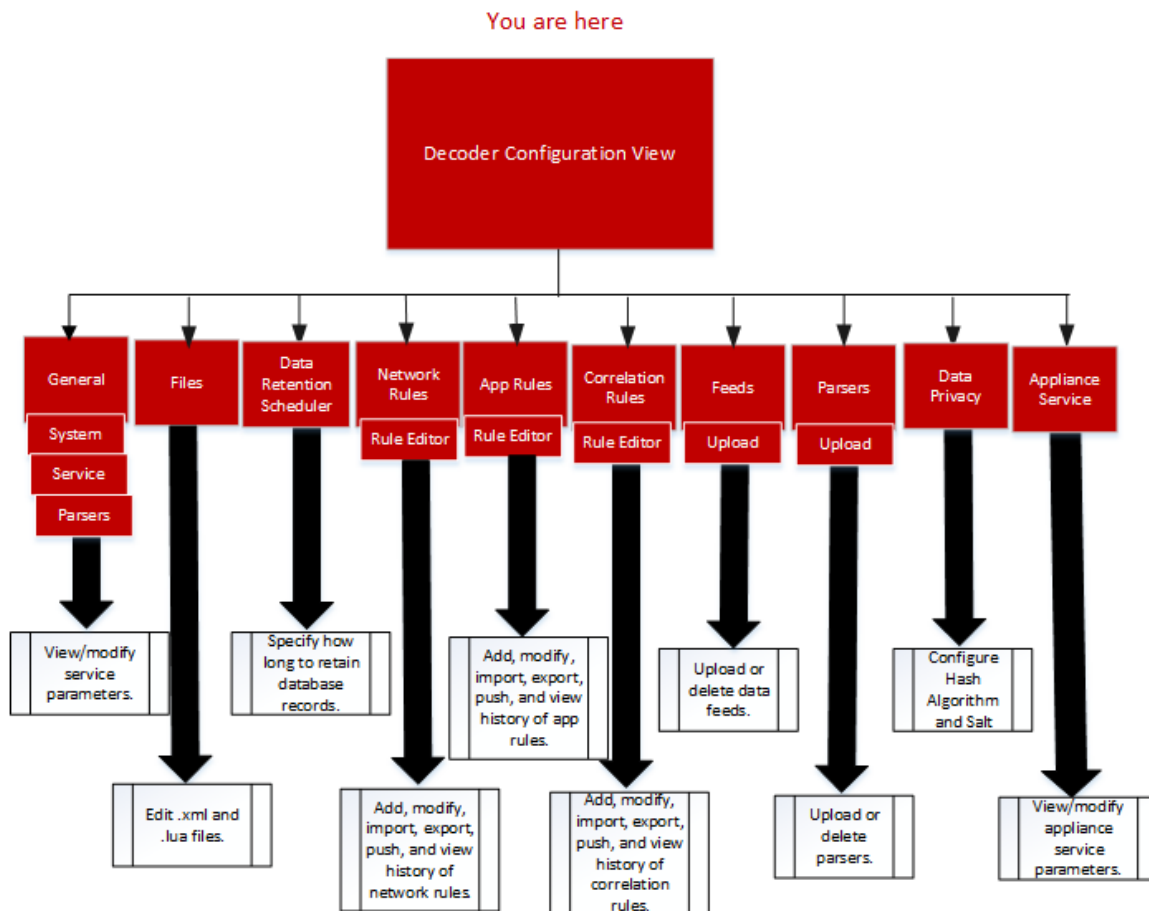 You are here
Decoder Configuration View
General
System
Service
Parsers
Files
Data
Retention
Scheduler
Network
Rules
Rule Editor
App Rules
Rule Editor
Correlation
Rules
Rule Editor
Feeds
Upload
Parsers
Upload
Data
Privacy
Appliance
Service
View/modify
service
parameters.
Edit .xml and
.lua files.
Specify how
long to retain
database
records.
Add, modify,
import, export,
push, and view
history of
network rules.
Add, modify,
import, export,
push, and view
history of app
rules.
Add, modify,
import, export,
push, and view
history of
correlation
rules.
Upload or
delete data
feeds.
Upload or
delete
parsers.
Configure
Hash
Algorithm
and Salt
View/modify
appliance
service
parameters.